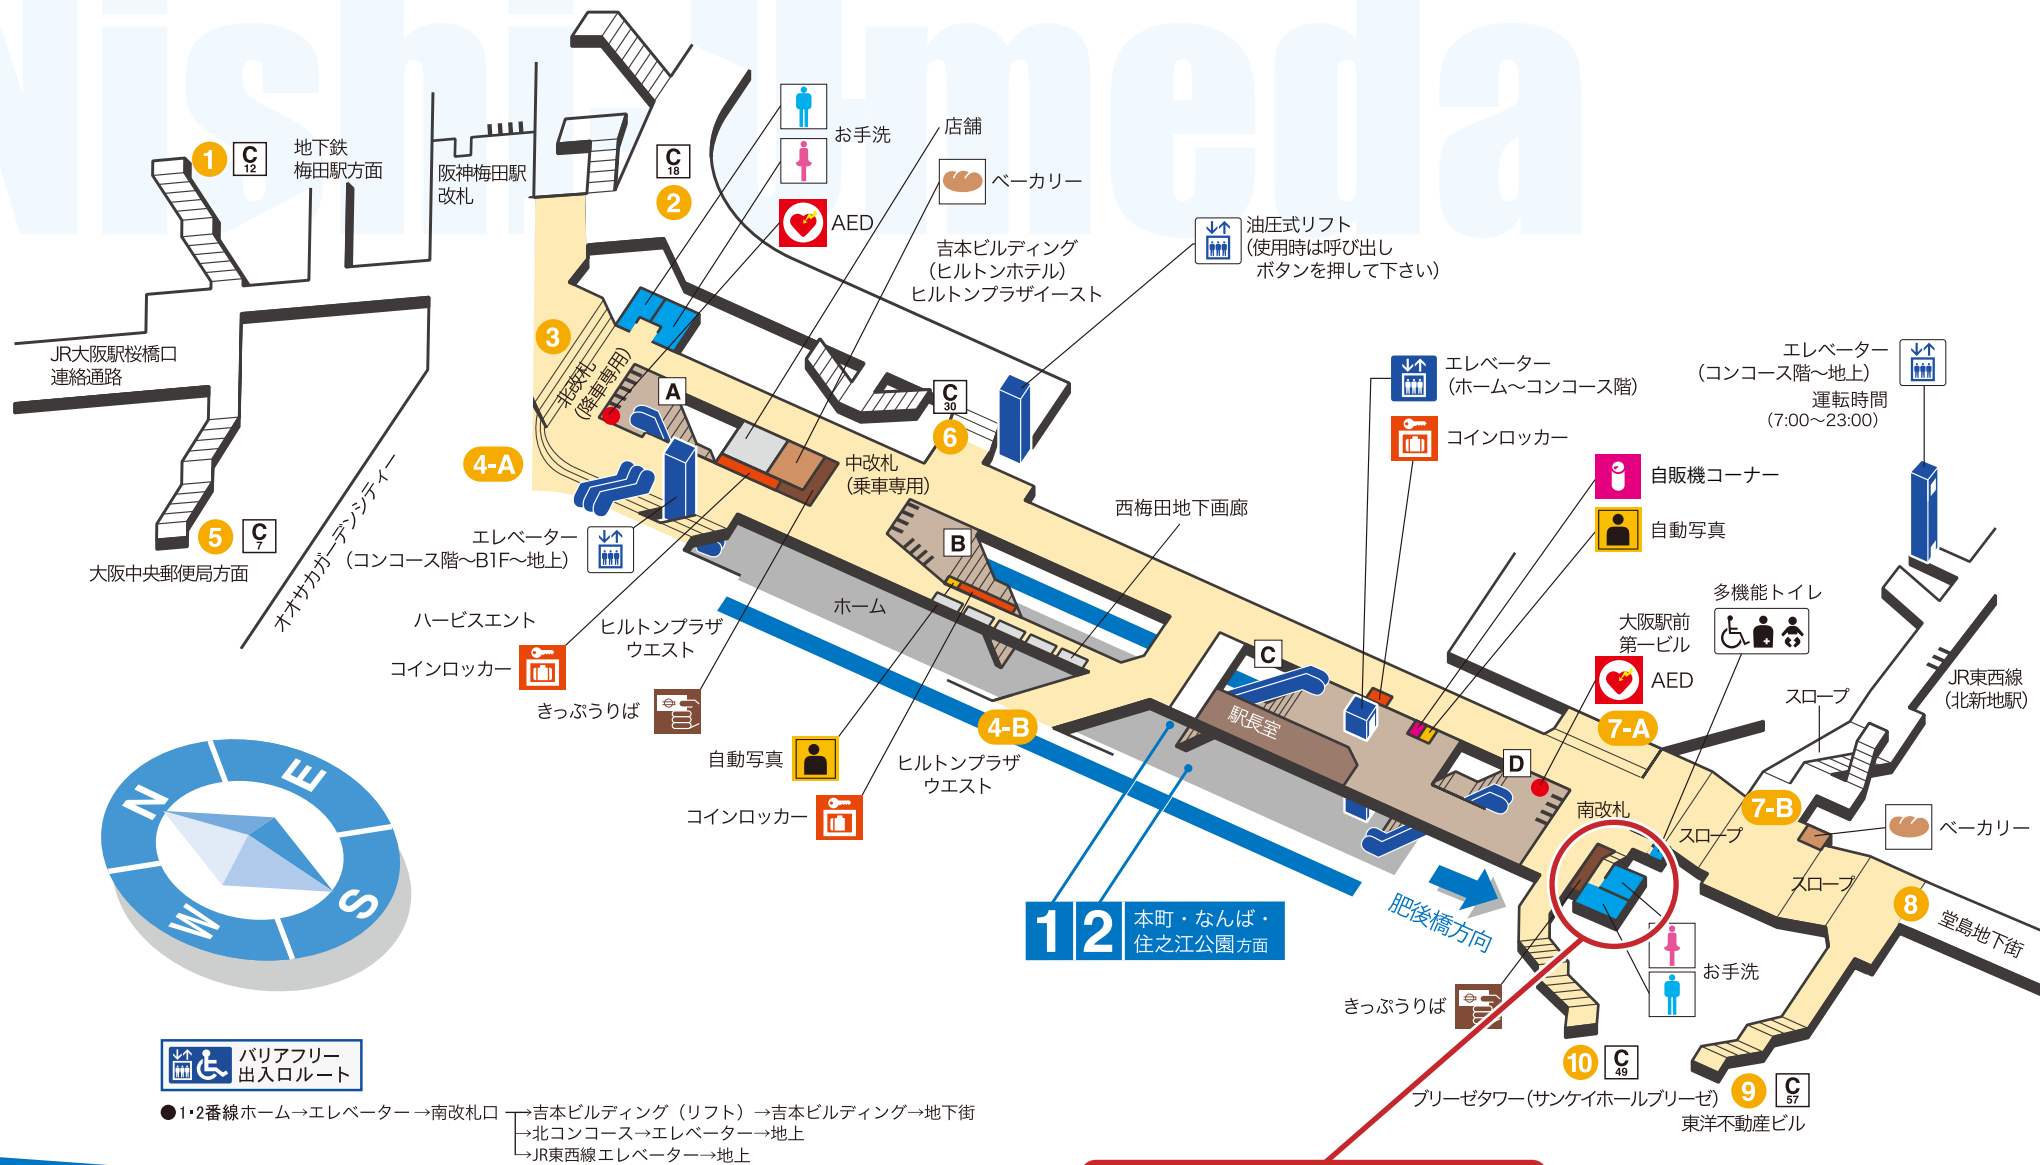 Nishi-Umeda
1
C
12
地下鉄
梅田駅方面
阪神梅田駅
改札
C
18
2
お手洗
AED
店舗
ベーカリー
吉本ビルディング
(ヒルトンホテル)
ヒルトンプラザイースト
油圧式リフト
(使用時は呼び出し
ボタンを押して下さい)
JR大阪駅桜橋口
連絡通路
3
北改札
(降車専用)
A
4-A
C
30
6
中改札
(乗車専用)
エレベーター
(ホーム〜コンコース階)
コインロッカー
エレベーター
(コンコース階〜地上)
運転時間
(7:00〜23:00)
自販機コーナー
自動写真
西梅田地下画廊
5
C
7
大阪中央郵便局方面
オオサカガーデンシティー
エレベーター
(コンコース階〜B1F〜地上)
B
ホーム
ハービスエント
コインロッカー
ヒルトンプラザ
ウエスト
きっぷうりば
自動写真
コインロッカー
4-B
ヒルトンプラザ
ウエスト
C
駅長室
D
大阪駅前
第一ビル
AED
多機能トイレ
7-A
スロープ
JR東西線
(北新地駅)
南改札
スロープ
7-B
ベーカリー
スロープ
8
堂島地下街
N
E
S
W
1 2 本町・なんば・
住之江公園方面
肥後橋方向
きっぷうりば
お手洗
10
C
49
ブリーゼタワー(サンケイホールブリーゼ)
9
C
57
東洋不動産ビル
バリアフリー
出入口ルート
●1・2番線ホーム→エレベーター→南改札口→吉本ビルディング(リフト)→吉本ビルディング→地下街
→北コンコース→エレベーター→地上
→JR東西線エレベーター→地上